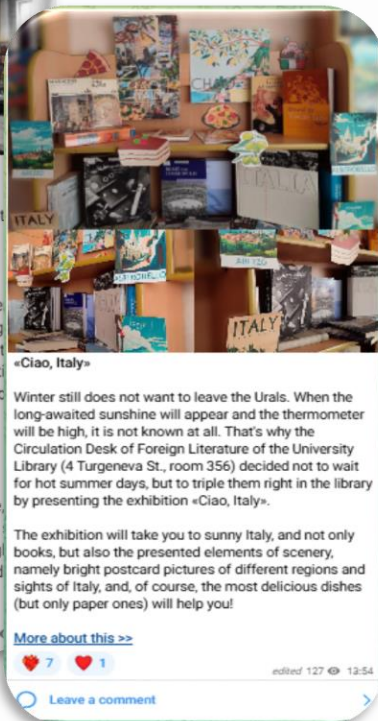 ITALIA
ITALY
ABRUZZO
ITALY
«Ciao, Italy»
Winter still does not want to leave the Urals. When the
long-awaited sunshine will appear and the thermometer
will be high, it is not known at all. That's why the
Circulation Desk of Foreign Literature of the University
Library (4 Turgeneva St., room 356) decided not to wait
for hot summer days, but to triple them right in the library
by presenting the exhibition «Ciao, Italy».
The exhibition will take you to sunny Italy, and not only
books, but also the presented elements of scenery,
namely bright postcard pictures of different regions and
sights of Italy, and, of course, the most delicious dishes
(but only paper ones) will help you!
More about this >>
7
1
edited 127 13:54
Leave a comment